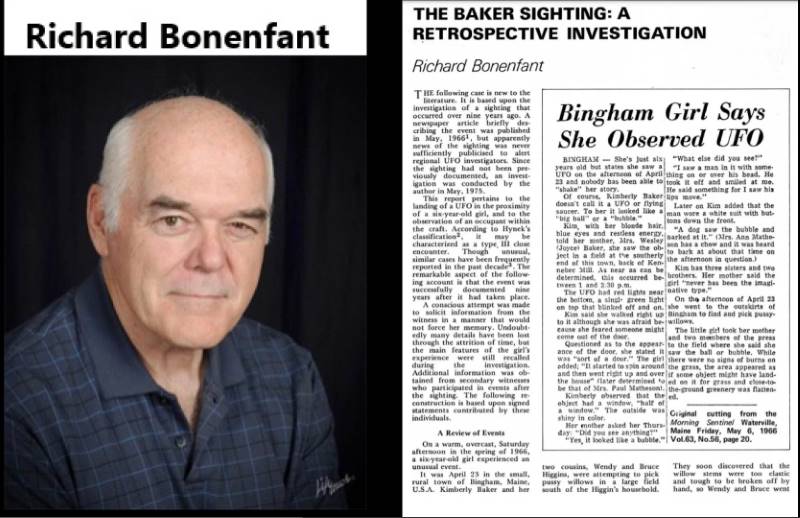 Richard Bonenfant
THE BAKER SIGHTING: A
RETROSPECTIVE INVESTIGATION
Richard Bonenfant
THE following case is new to the
literature. It is based upon the
investigation of a sighting that
occurred over nine years ago. A
newspaper article briefly des-
cribing the event was published
in May, 1966¹, but apparently
news of the sighting was never
sufficiently publicised to alert
regional UFO investigators. Since
the sighting had not been pre-
viously documented, an invest-
igation was conducted by the
author in May, 1975.
This report pertains to the
landing of a UFO in the proximity
of a six-year-old girl, and to the
observation of an occupant within
the craft. According to Hynek's
classification², it may be
characterized as a type III close
encounter. Though unusual,
similar cases have been frequently
reported in the past decade³. The
remarkable aspect of the follow-
ing account is that the event was
successfully documented nine
years after it had taken place.
A conscious attempt was made
to solicit information from the
witness in a manner that would
not force her memory. Undoubt-
edly many details have been lost
through the attrition of time, but
the main features of the girl's
experience were still recalled
during the investigation.
Additional information was ob-
tained from secondary witnesses
who participated in events after
the sighting. The following re-
construction is based upon signed
statements contributed by these
individuals.
A Review of Events
On a warm, overcast, Saturday
afternoon in the spring of 1966,
a six-year-old girl experienced an
unusual event.
It was April 23 in the small,
rural town of Bingham, Maine,
U.S.A. Kimberly Baker and her
Bingham Girl Says
She Observed UFO
BINGHAM — She's just six
years old but states she saw a
UFO on the afternoon of April
23 and nobody has been able to
"shake" her story.
Of course, Kimberly Baker
doesn't call it a UFO or flying
saucer. To her it looked like a
"big ball" or a "bubble."
Kim, with her blonde hair,
blue eyes and restless energy,
told her mother, Mrs. Wesley
(Joyce) Baker, she saw the ob-
ject in a field at the southerly
end of this town, back of Ken-
nebec Mill. As near as can be
determined, this occurred be-
tween 1 and 2:30 p.m.
The UFO had red lights near
the bottom, a single green light
on top that blinked off and on.
Kim said she walked right up
to it although she was afraid be-
cause she feared someone might
come out of the door.
Questioned as to the appear-
ance of the door, she stated it
was "sort of a door." The girl
added: "It started to spin around
and then went right up and over
the house" (later determined to
be that of Mrs. Paul Matheson).
Kimberly observed that the
object had a window, "half of
a window." The outside was
shiny in color.
Her mother asked her Thurs-
day: "Did you see anything?"
"Yes, it looked like a bubble."
"What else did you see?"
"I saw a man in it with some-
thing on or over his head. He
took it off and smiled at me.
He said something for I saw his
lips move."
Later on Kim added that the
man wore a white suit with but-
tons down the front.
"A dog saw the bubble and
barked at it." (Mrs. Ann Mathe-
son has a chow and it was heard
to bark at about that time on
the afternoon in question.)
Kim has three sisters and two
brothers. Her mother said the
girl "never has been the imagi-
native type."
On the afternoon of April 23
she went to the outskirts of
Bingham to find and pick pussy-
willows.
The little girl took her mother
and two members of the press
to the field where she said she
saw the ball or bubble. While
there were no signs of burns on
the grass, the area appeared as
if some object might have land-
ed on it for grass and close-to-
the-ground greenery was flatten-
ed.
Original cutting from the
Morning Sentinel Waterville,
Maine Friday, May 6, 1966
Vol.63, No.56, page 20.
two cousins, Wendy and Bruce
Higgins, were attempting to pick
pussy willows in a large field
south of the Higgin's household.
They soon discovered that the
willow stems were too elastic
and tough to be broken off by
hand, so Wendy and Bruce went